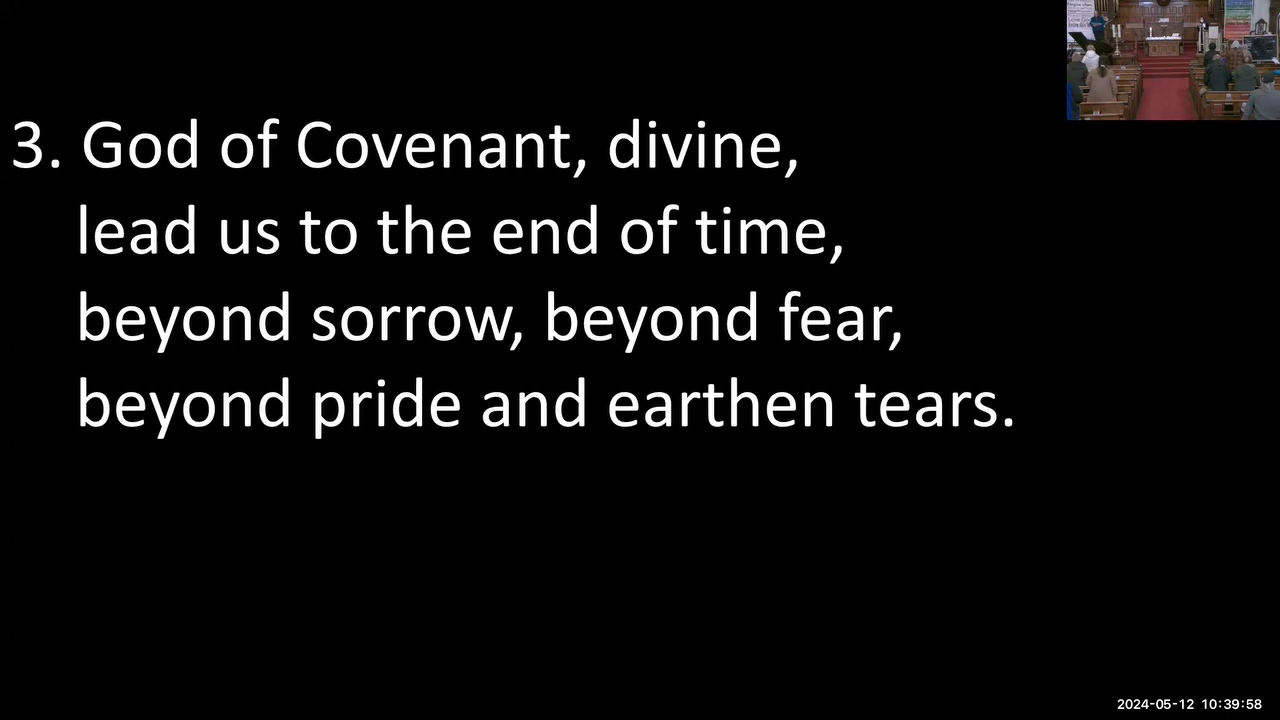 3. God of Covenant, divine,
lead us to the end of time,
beyond sorrow, beyond fear,
beyond pride and earthen tears.
2024-05-12 10:39:58